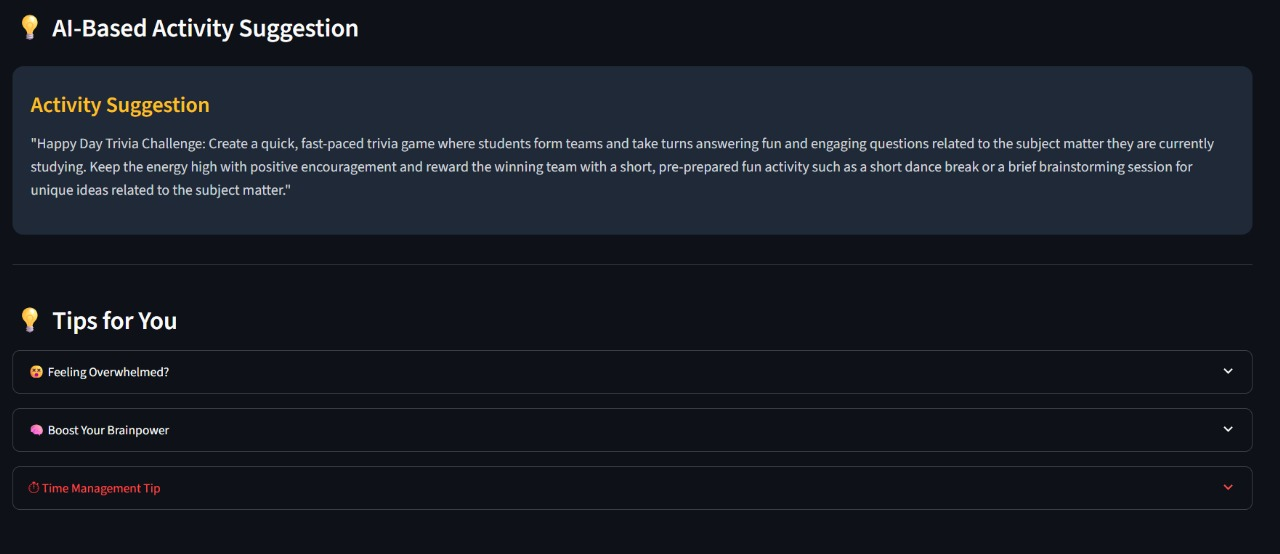 💡 AI-Based Activity Suggestion
Activity Suggestion
"Happy Day Trivia Challenge: Create a quick, fast-paced trivia game where students form teams and take turns answering fun and engaging questions related to the subject matter they are currently
studying. Keep the energy high with positive encouragement and reward the winning team with a short, pre-prepared fun activity such as a short dance break or a brief brainstorming session for
unique ideas related to the subject matter."
💡 Tips for You
😵 Feeling Overwhelmed?
🧠 Boost Your Brainpower
⏱ Time Management Tip